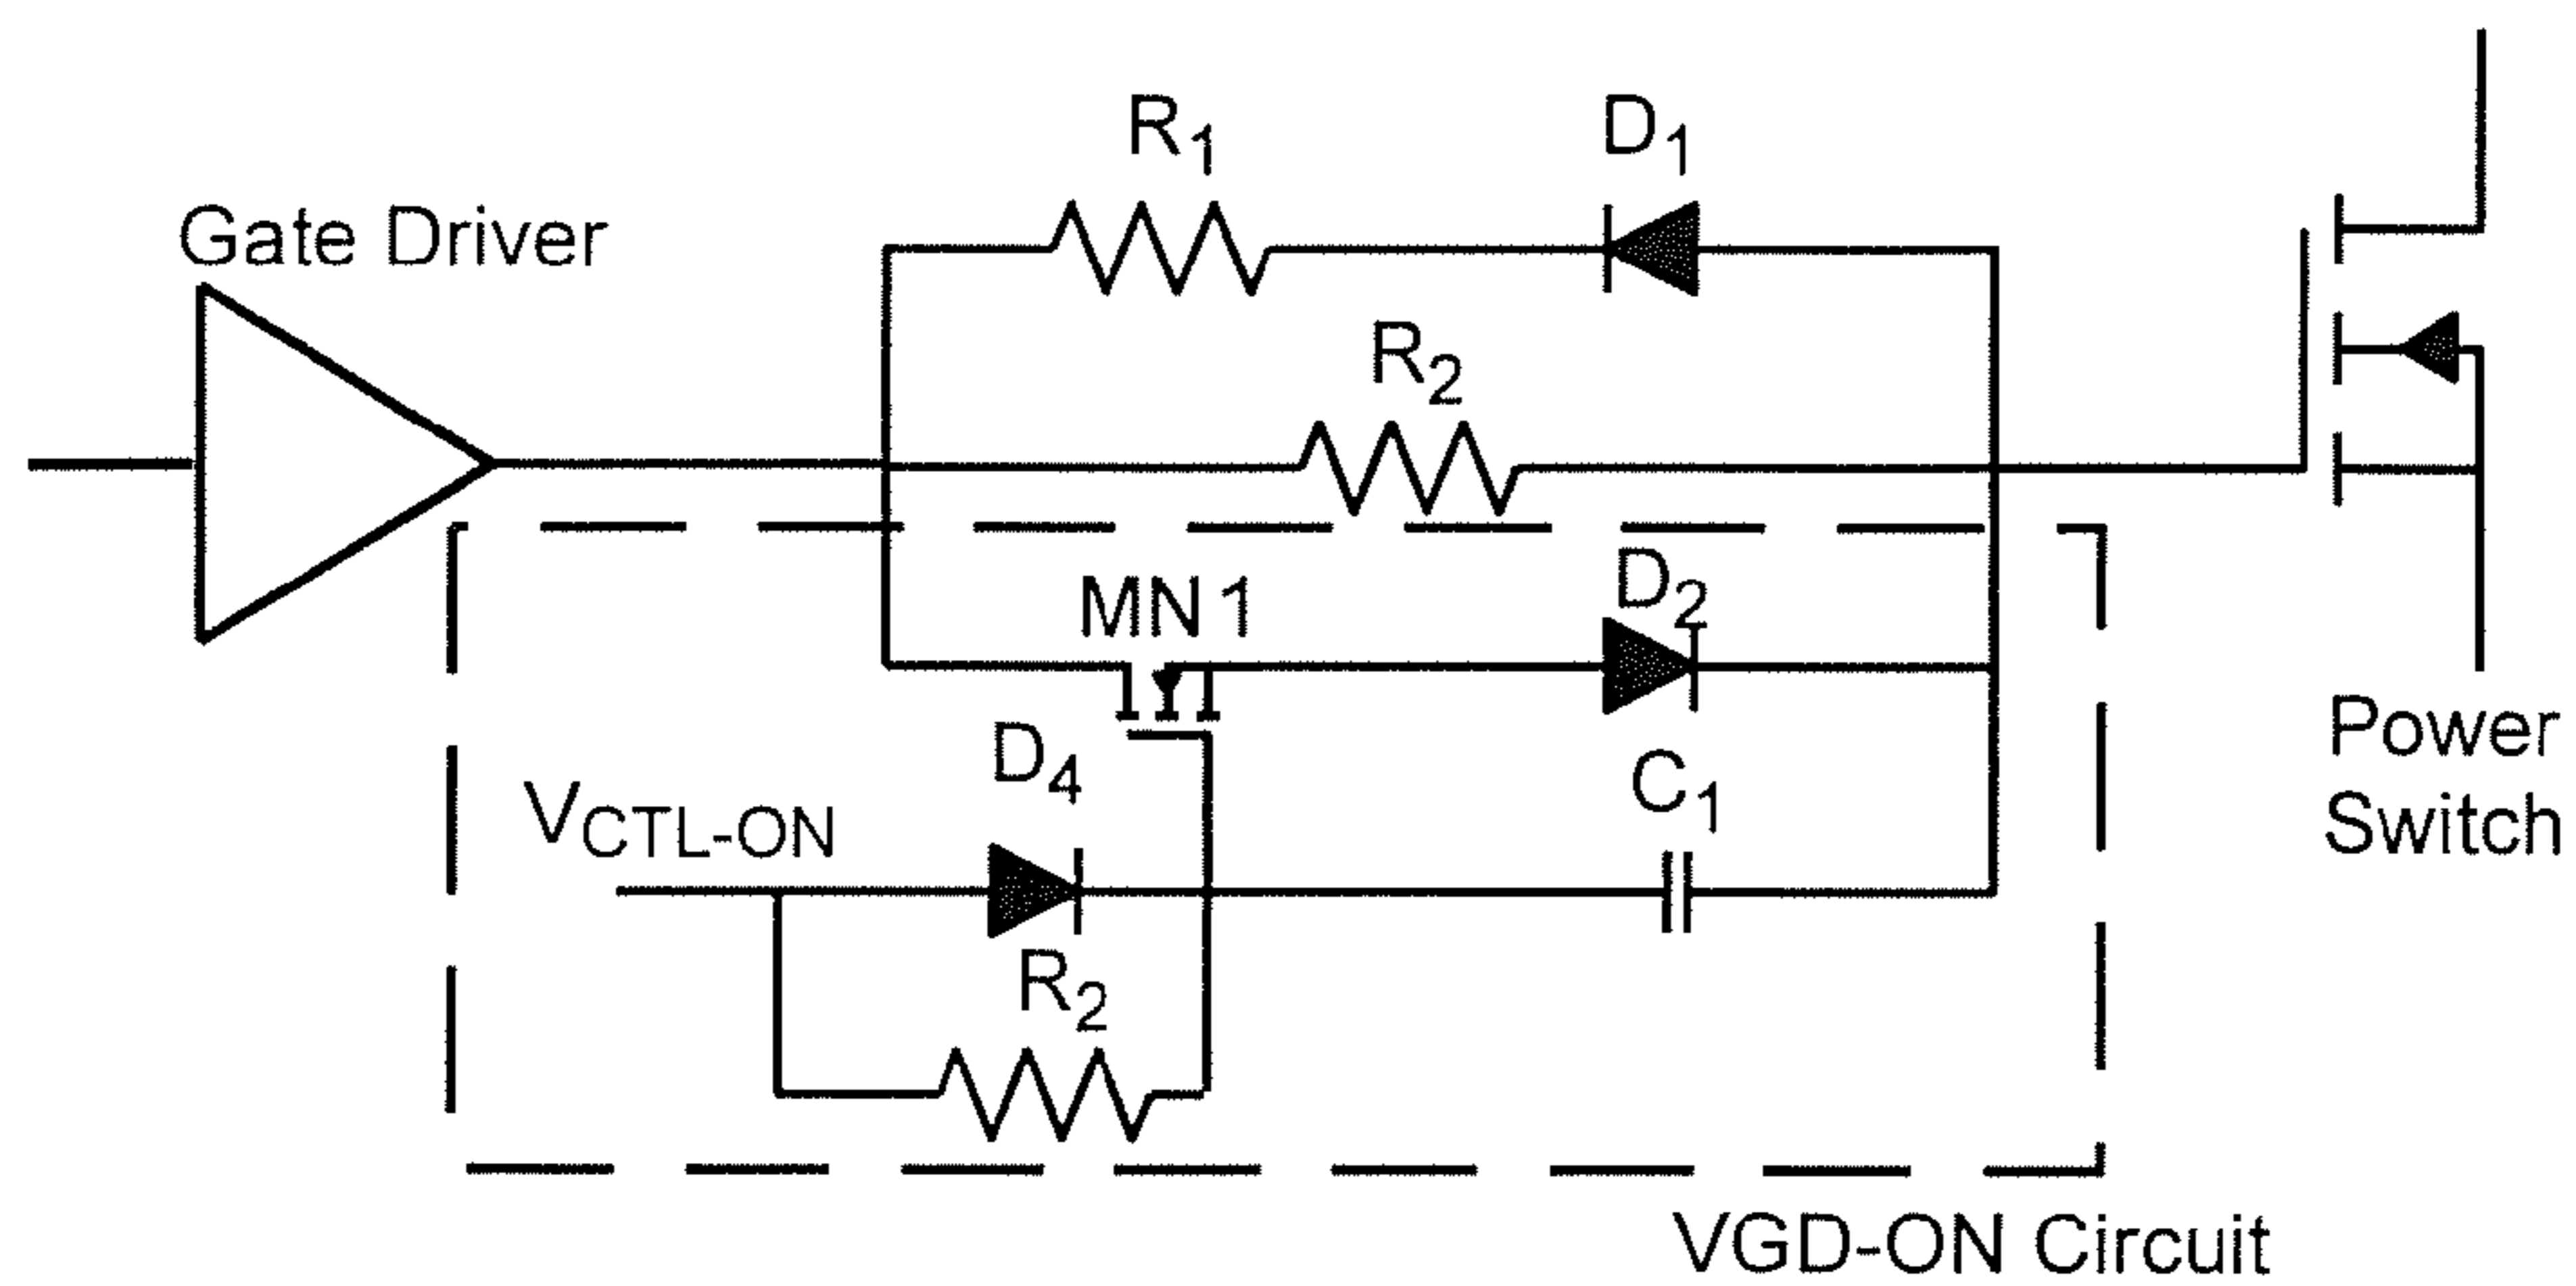 R1
D1
Gate Driver
R2
MN1
D2
D4
C1
VCTL-ON
R2
Power
Switch
VGD-ON Circuit